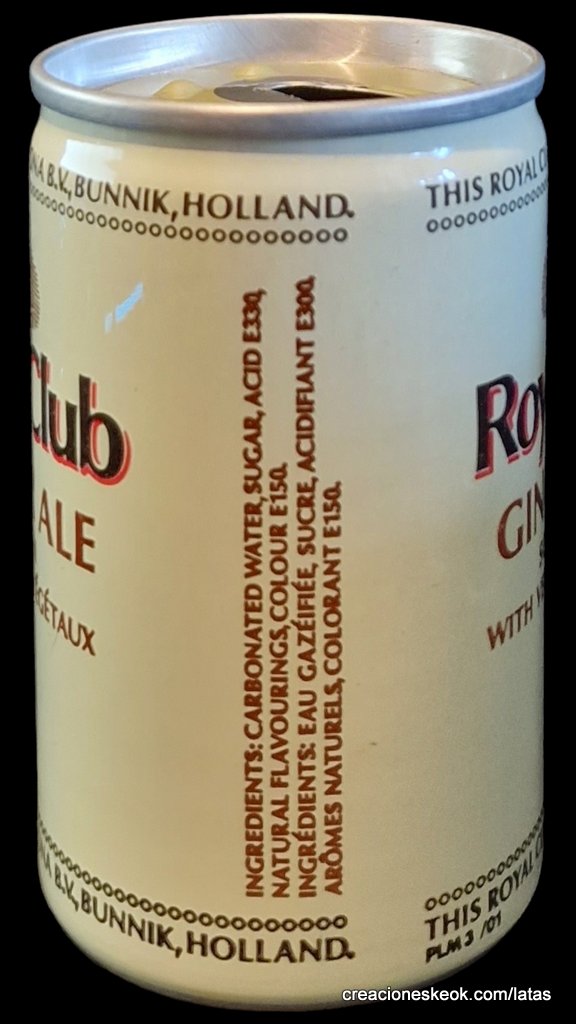 B.V., BUNNIK, HOLLAND.
THIS ROYAL
Club
ALE
INGREDIENTS: CARBONATED WATER, SUGAR, ACID E330,
NATURAL FLAVOURINGS, COLOUR E150.
INGRÉDIENTS: EAU GAZÉIFIÉE, SUCRE, ACIDIFIANT E300,
ARÔMES NATURELS, COLORANT E150.
Roy
GIN
WITH
B.V., BUNNIK, HOLLAND.
THIS ROYAL
PLM 3 /01
creacioneskeok.com/latas